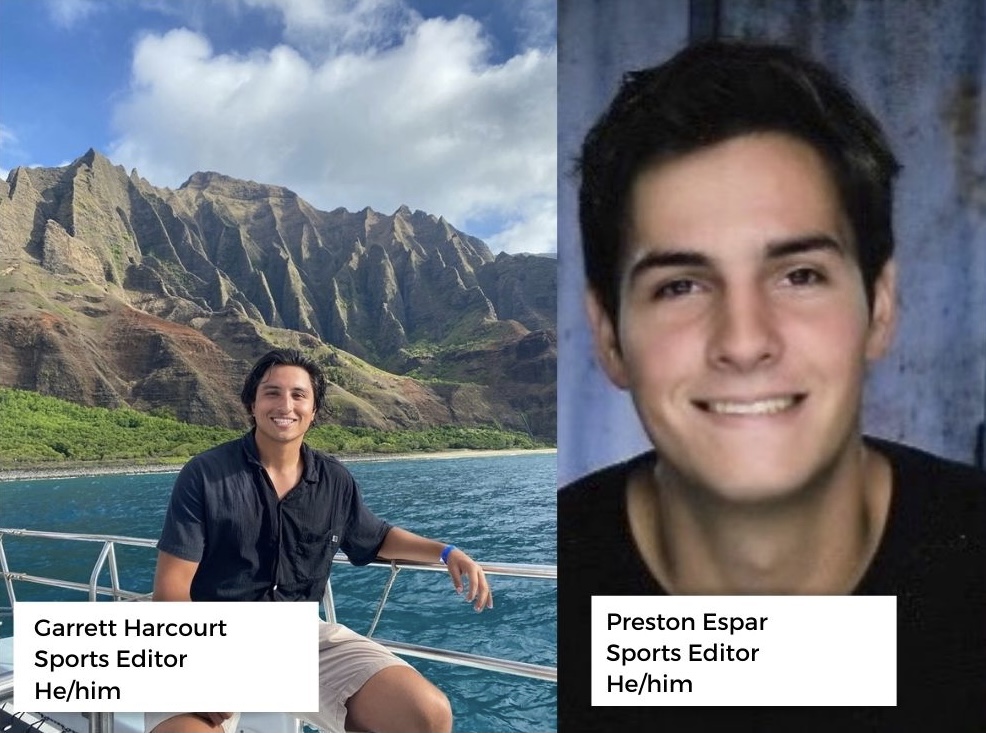 Garrett Harcourt
Sports Editor
He/him
Preston Espar
Sports Editor
He/him